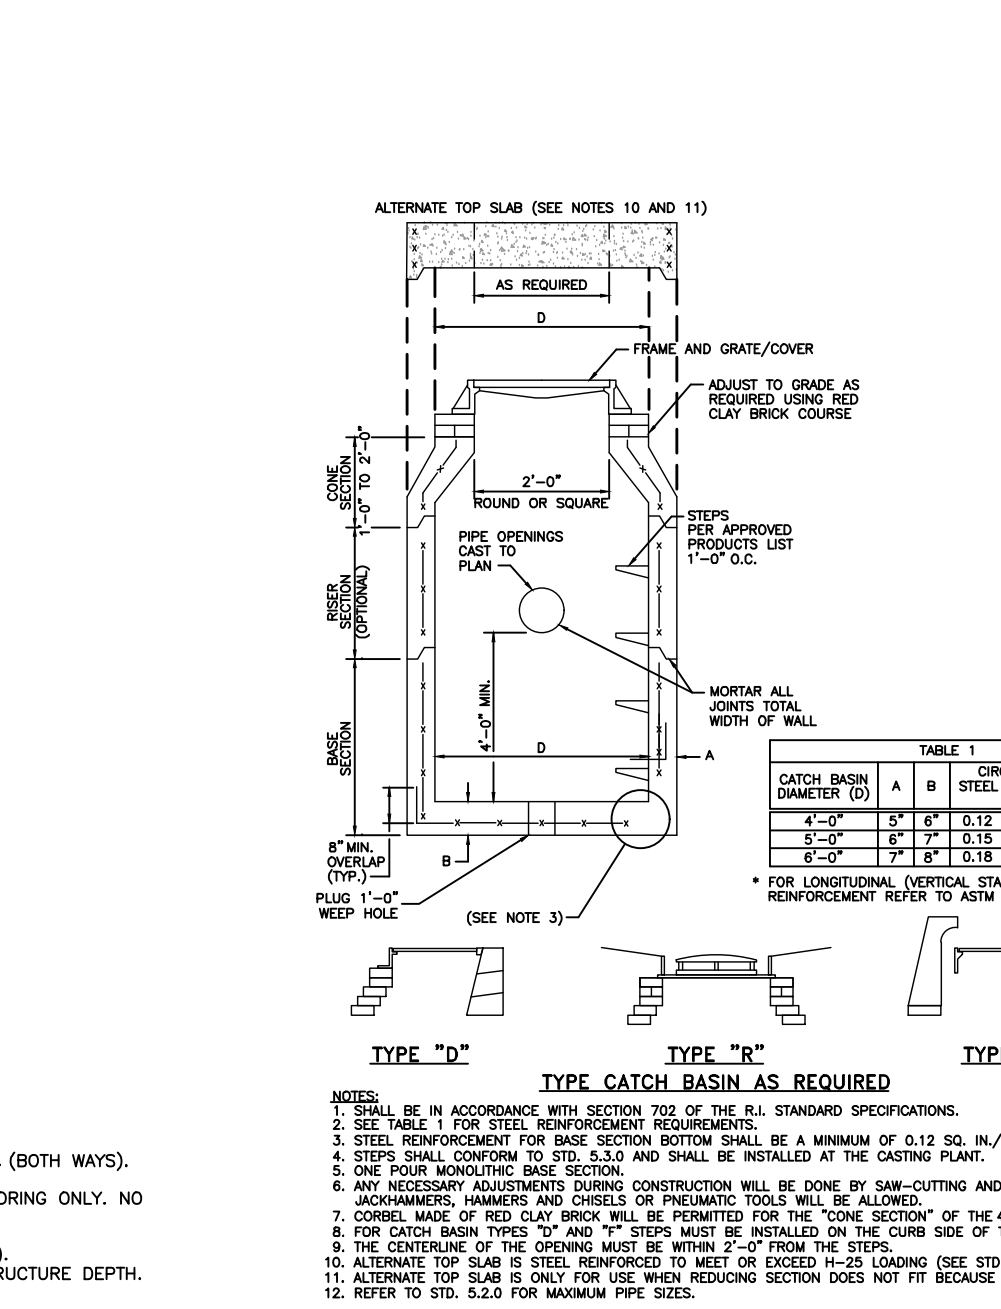 ALTERNATE TOP SLAB (SEE NOTES 10 AND 11)
AS REQUIRED
D
FRAME AND GRATE/COVER
ADJUST TO GRADE AS
REQUIRED USING RED
CLAY BRICK COURSE
CONE
SECTION
1'-0" TO 2'-0"
2'-0"
ROUND OR SQUARE
STEPS
PER APPROVED
PRODUCTS LIST
1'-0" O.C.
PIPE OPENINGS
CAST TO
PLAN
RISER
SECTION
(OPTIONAL)
MORTAR ALL
JOINTS TOTAL
WIDTH OF WALL
4'-0" MIN.
BASE
SECTION
D
A
8" MIN.
OVERLAP
(TYP.)
B
PLUG 1'-0"
WEEP HOLE
(SEE NOTE 3)
TABLE 1
CATCH BASIN
DIAMETER (D)
A
B
CIR
STEEL
4'-0" 5" 6" 0.12
5'-0" 6" 7" 0.15
6'-0" 7" 8" 0.18
* FOR LONGITUDINAL (VERTICAL STA
REINFORCEMENT REFER TO ASTM
TYPE "D"
TYPE "R"
TYP
TYPE CATCH BASIN AS REQUIRED
NOTES:
1. SHALL BE IN ACCORDANCE WITH SECTION 702 OF THE R.I. STANDARD SPECIFICATIONS.
2. SEE TABLE 1 FOR STEEL REINFORCEMENT REQUIREMENTS.
3. STEEL REINFORCEMENT FOR BASE SECTION BOTTOM SHALL BE A MINIMUM OF 0.12 SQ. IN./
4. STEPS SHALL CONFORM TO STD. 5.3.0 AND SHALL BE INSTALLED AT THE CASTING PLANT.
5. ONE POUR MONOLITHIC BASE SECTION.
6. ANY NECESSARY ADJUSTMENTS DURING CONSTRUCTION WILL BE DONE BY SAW-CUTTING AND
JACKHAMMERS, HAMMERS AND CHISELS OR PNEUMATIC TOOLS WILL BE ALLOWED.
7. CORBEL MADE OF RED CLAY BRICK WILL BE PERMITTED FOR THE "CONE SECTION" OF THE 4
8. FOR CATCH BASIN TYPES "D" AND "F" STEPS MUST BE INSTALLED ON THE CURB SIDE OF
9. THE CENTERLINE OF THE OPENING MUST BE WITHIN 2'-0" FROM THE STEPS.
10. ALTERNATE TOP SLAB IS STEEL REINFORCED TO MEET OR EXCEED H-25 LOADING (SEE STD
11. ALTERNATE TOP SLAB IS ONLY FOR USE WHEN REDUCING SECTION DOES NOT FIT BECAUSE
12. REFER TO STD. 5.2.0 FOR MAXIMUM PIPE SIZES.
(BOTH WAYS).
ORING ONLY. NO
).
RUCTURE DEPTH.